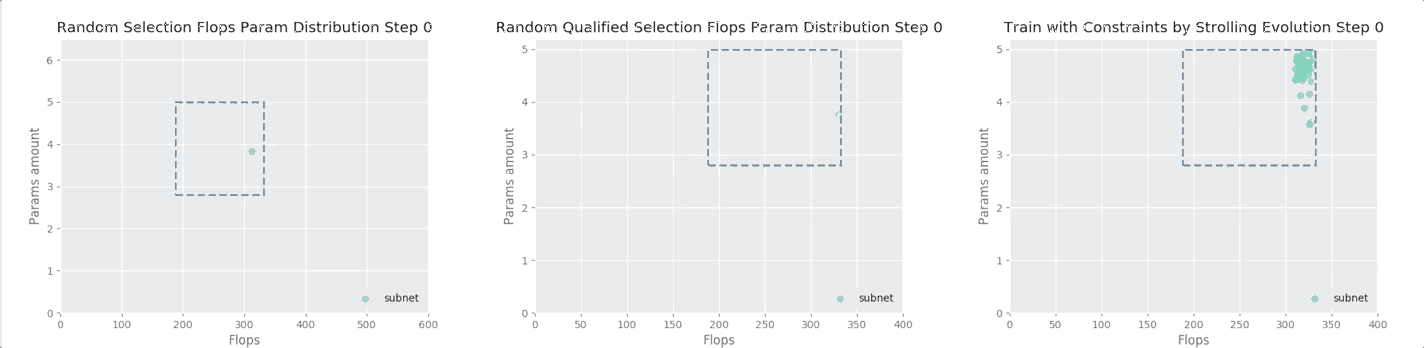 Random Selection Flops Param Distribution Step 0
6
5
4
3
2
1
0
Params amount
0 100 200 300 400 500 600
Flops
subnet
Random Qualified Selection Flops Param Distribution Step 0
5
4
3
2
1
0
Params amount
0 50 100 150 200 250 300 350 400
Flops
subnet
Train with Constraints by Strolling Evolution Step 0
5
4
3
2
1
0
Params amount
0 50 100 150 200 250 300 350 400
Flops
subnet